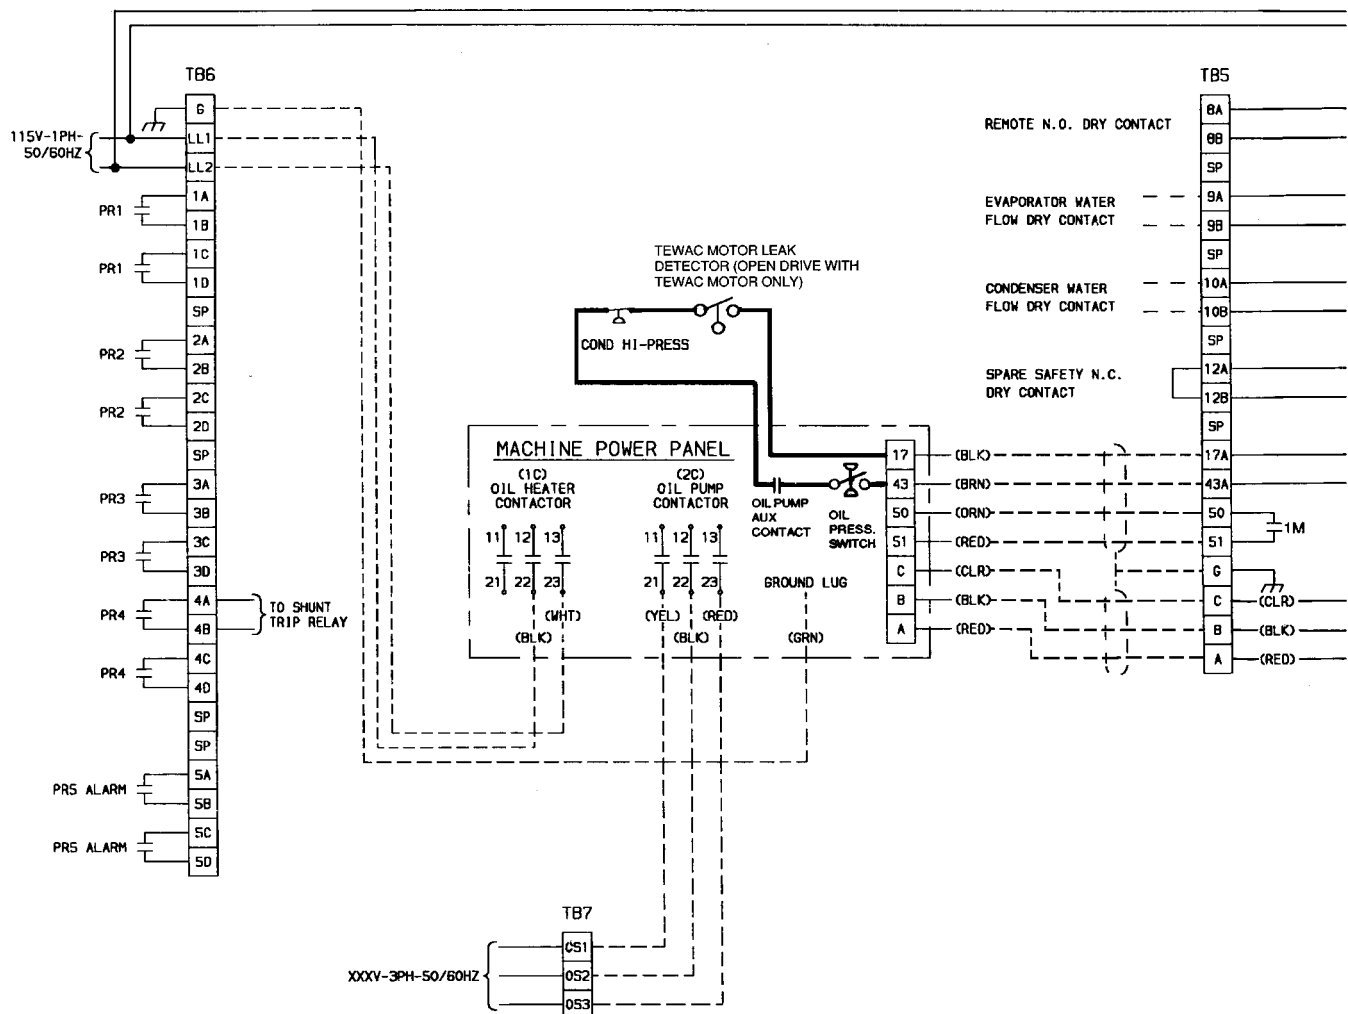 TB6
G
115V-1PH-
50/60HZ
LL1
LL2
1A
PR1
1B
1C
PR1
1D
SP
2A
PR2
2B
2C
PR2
2D
SP
3A
PR3
3B
3C
PR3
3D
4A
PR4
4B
TO SHUNT
TRIP RELAY
4C
PR4
4D
SP
SP
5A
PR5 ALARM
5B
5C
PR5 ALARM
5D
TEWAC MOTOR LEAK
DETECTOR (OPEN DRIVE WITH
TEWAC MOTOR ONLY)
COND HI-PRESS
MACHINE POWER PANEL
(1C)
OIL HEATER
CONTACTOR
11 12 13
21 22 23
(WHT)
(BLK)
(2C)
OIL PUMP
CONTACTOR
11 12 13
21 22 23
(YEL) (RED)
(BLK)
OIL PUMP
AUX
CONTACT
OIL
PRESS.
SWITCH
GROUND LUG
(GRN)
17 (BLK)
43 (BRN)
50 (ORN)
51 (RED)
C (CLR)
B (BLK)
A (RED)
TB5
REMOTE N.O. DRY CONTACT
8A
8B
SP
EVAPORATOR WATER
FLOW DRY CONTACT
9A
9B
SP
CONDENSER WATER
FLOW DRY CONTACT
10A
10B
SP
SPARE SAFETY N.C.
DRY CONTACT
12A
12B
SP
17A
43A
50
1M
51
G
C (CLR)
B (BLK)
A (RED)
TB7
XXXV-3PH-50/60HZ
OS1
OS2
OS3